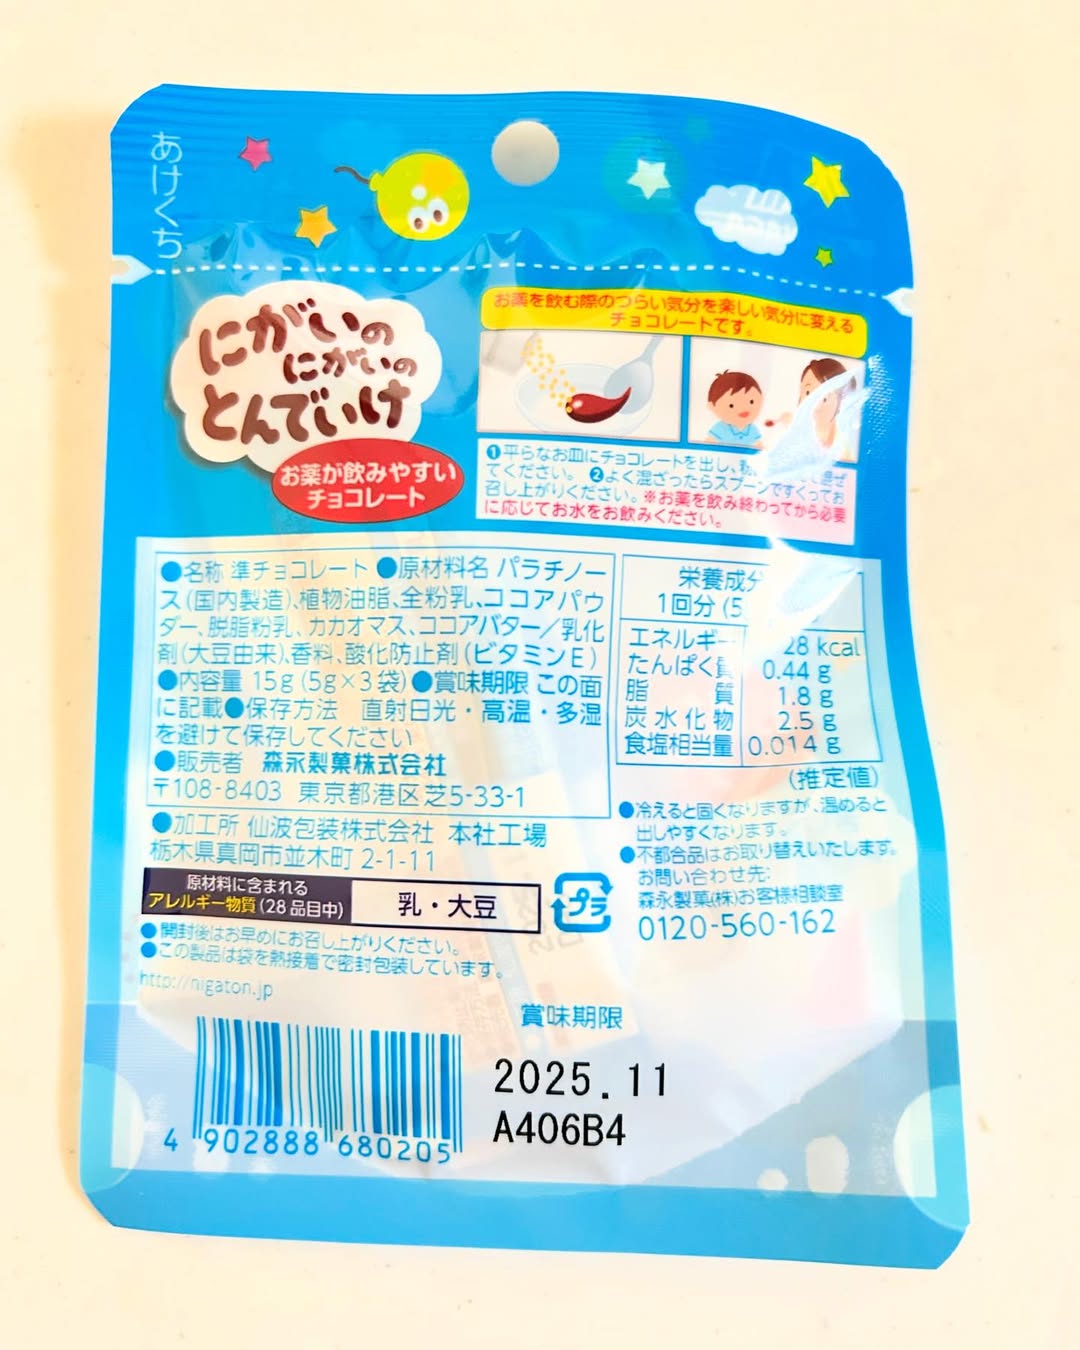 あけくち
にがいの
にがいの
とんでいけ
お薬が飲みやすい
チョコレート
お薬を飲む際のつらい気分を楽しい気分に変える
チョコレートです。
❶平らなお皿にチョコレートを出し、粉 混ぜ
てください。 ❷よく混ざったらスプーンですくってお
召し上がりください。※お薬を飲み終わってから必要
に応じてお水をお飲みください。
●名称 準チョコレート ●原材料名 パラチノー
ス(国内製造)、植物油脂、全粉乳、ココアパウ
ダー、脱脂粉乳、カカオマス、ココアバター/乳化
剤(大豆由来)、香料、酸化防止剤(ビタミンE)
●内容量 15g(5g×3袋)●賞味期限 この面
に記載●保存方法 直射日光・高温・多湿
を避けて保存してください
●販売者 森永製菓株式会社
〒108-8403 東京都港区芝5-33-1
●加工所 仙波包装株式会社 本社工場
栃木県真岡市並木町 2-1-11
原材料に含まれる
アレルギー物質(28品目中)
乳・大豆
プラ
●開封後はお早めにお召し上がりください。
●この製品は袋を熱接着で密封包装しています。
http://nigaton.jp
栄養成分
1回分(5
エネルギー 28 kcal
たんぱく質 0.44 g
脂質 1.8 g
炭水化物 2.5 g
食塩相当量 0.014 g
(推定値)
●冷えると固くなりますが、温めると
出しやすくなります。
●不都合品はお取り替えいたします。
お問い合わせ先:
森永製菓(株)お客様相談室
0120-560-162
賞味期限
2025.11
A406B4
4 902888 680205